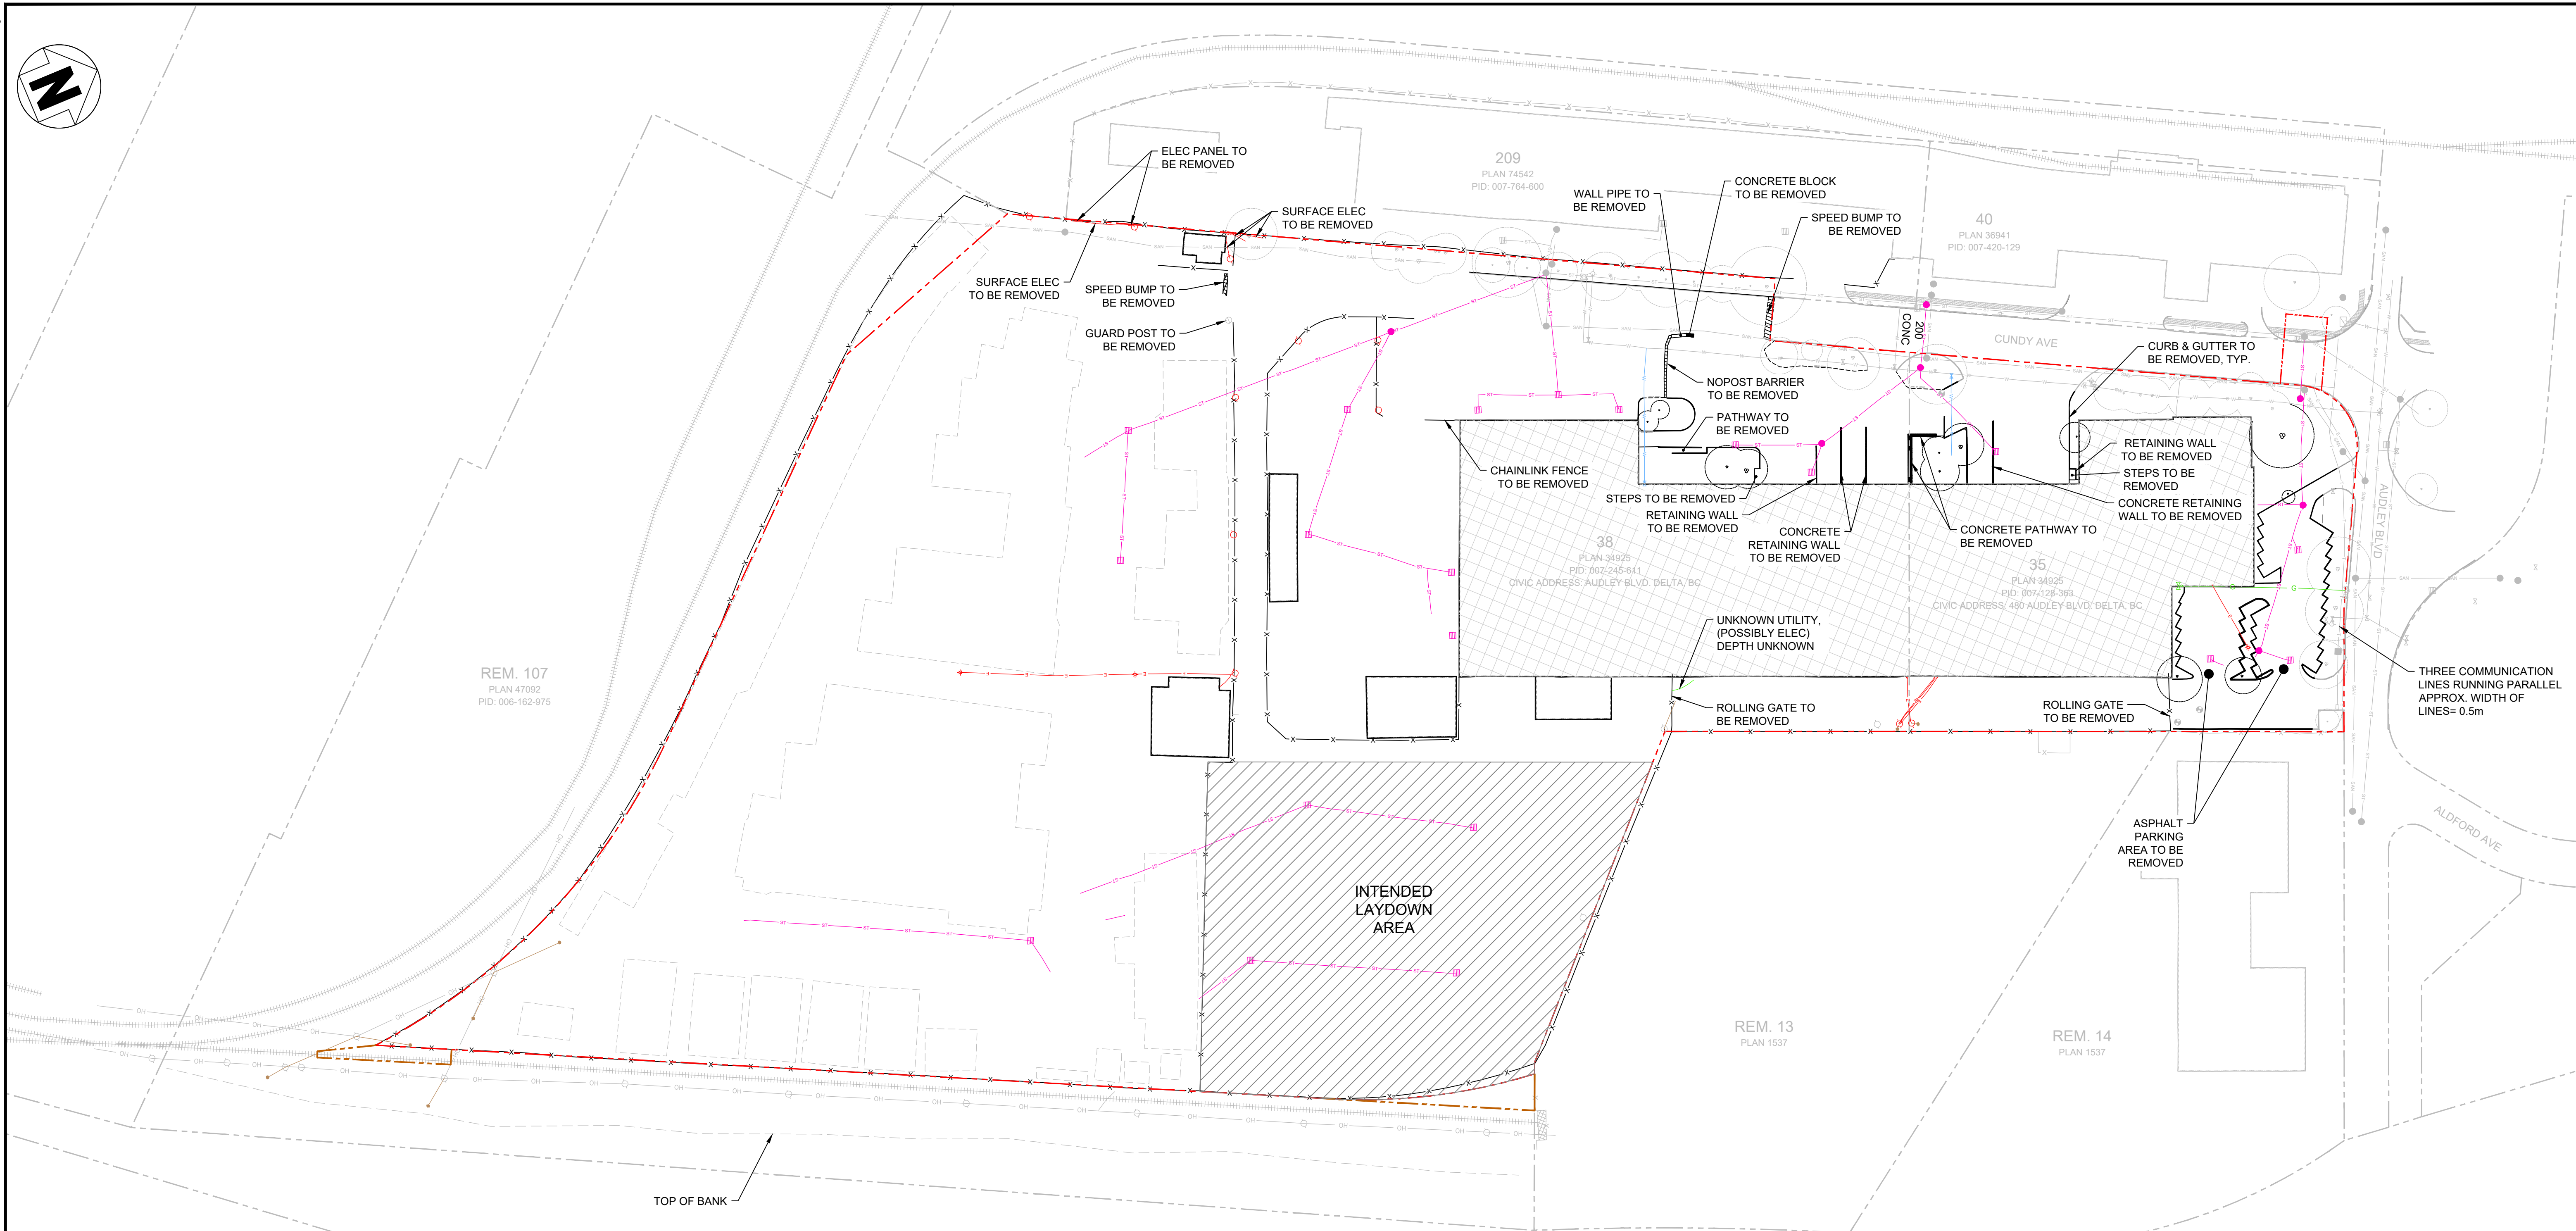 N
ELEC PANEL TO
BE REMOVED
209
PLAN 74542
PID: 007-764-600
WALL PIPE TO
BE REMOVED
CONCRETE BLOCK
TO BE REMOVED
SURFACE ELEC
TO BE REMOVED
SPEED BUMP TO
BE REMOVED
40
PLAN 36941
PID: 007-420-129
SURFACE ELEC
TO BE REMOVED
SPEED BUMP TO
BE REMOVED
GUARD POST TO
BE REMOVED
200
CONC
CUNDY AVE
CURB & GUTTER TO
BE REMOVED, TYP.
NOPOST BARRIER
TO BE REMOVED
PATHWAY TO
BE REMOVED
RETAINING WALL
TO BE REMOVED
CHAINLINK FENCE
TO BE REMOVED
STEPS TO BE
REMOVED
STEPS TO BE REMOVED
RETAINING WALL
TO BE REMOVED
CONCRETE
RETAINING WALL
TO BE REMOVED
CONCRETE PATHWAY TO
BE REMOVED
CONCRETE RETAINING
WALL TO BE REMOVED
AUDLEY BLVD
38
PLAN 34925
PID: 007-245-611
CIVIC ADDRESS: AUDLEY BLVD. DELTA, BC
35
PLAN 34925
PID: 007-128-363
CIVIC ADDRESS: 480 AUDLEY BLVD. DELTA, BC
UNKNOWN UTILITY,
(POSSIBLY ELEC)
DEPTH UNKNOWN
REM. 107
PLAN 47092
PID: 006-162-975
THREE COMMUNICATION
LINES RUNNING PARALLEL
APPROX. WIDTH OF
LINES= 0.5m
ROLLING GATE TO
BE REMOVED
ROLLING GATE
TO BE REMOVED
ASPHALT
PARKING
AREA TO BE
REMOVED
ALDFORD AVE
INTENDED
LAYDOWN
AREA
REM. 13
PLAN 1537
REM. 14
PLAN 1537
TOP OF BANK